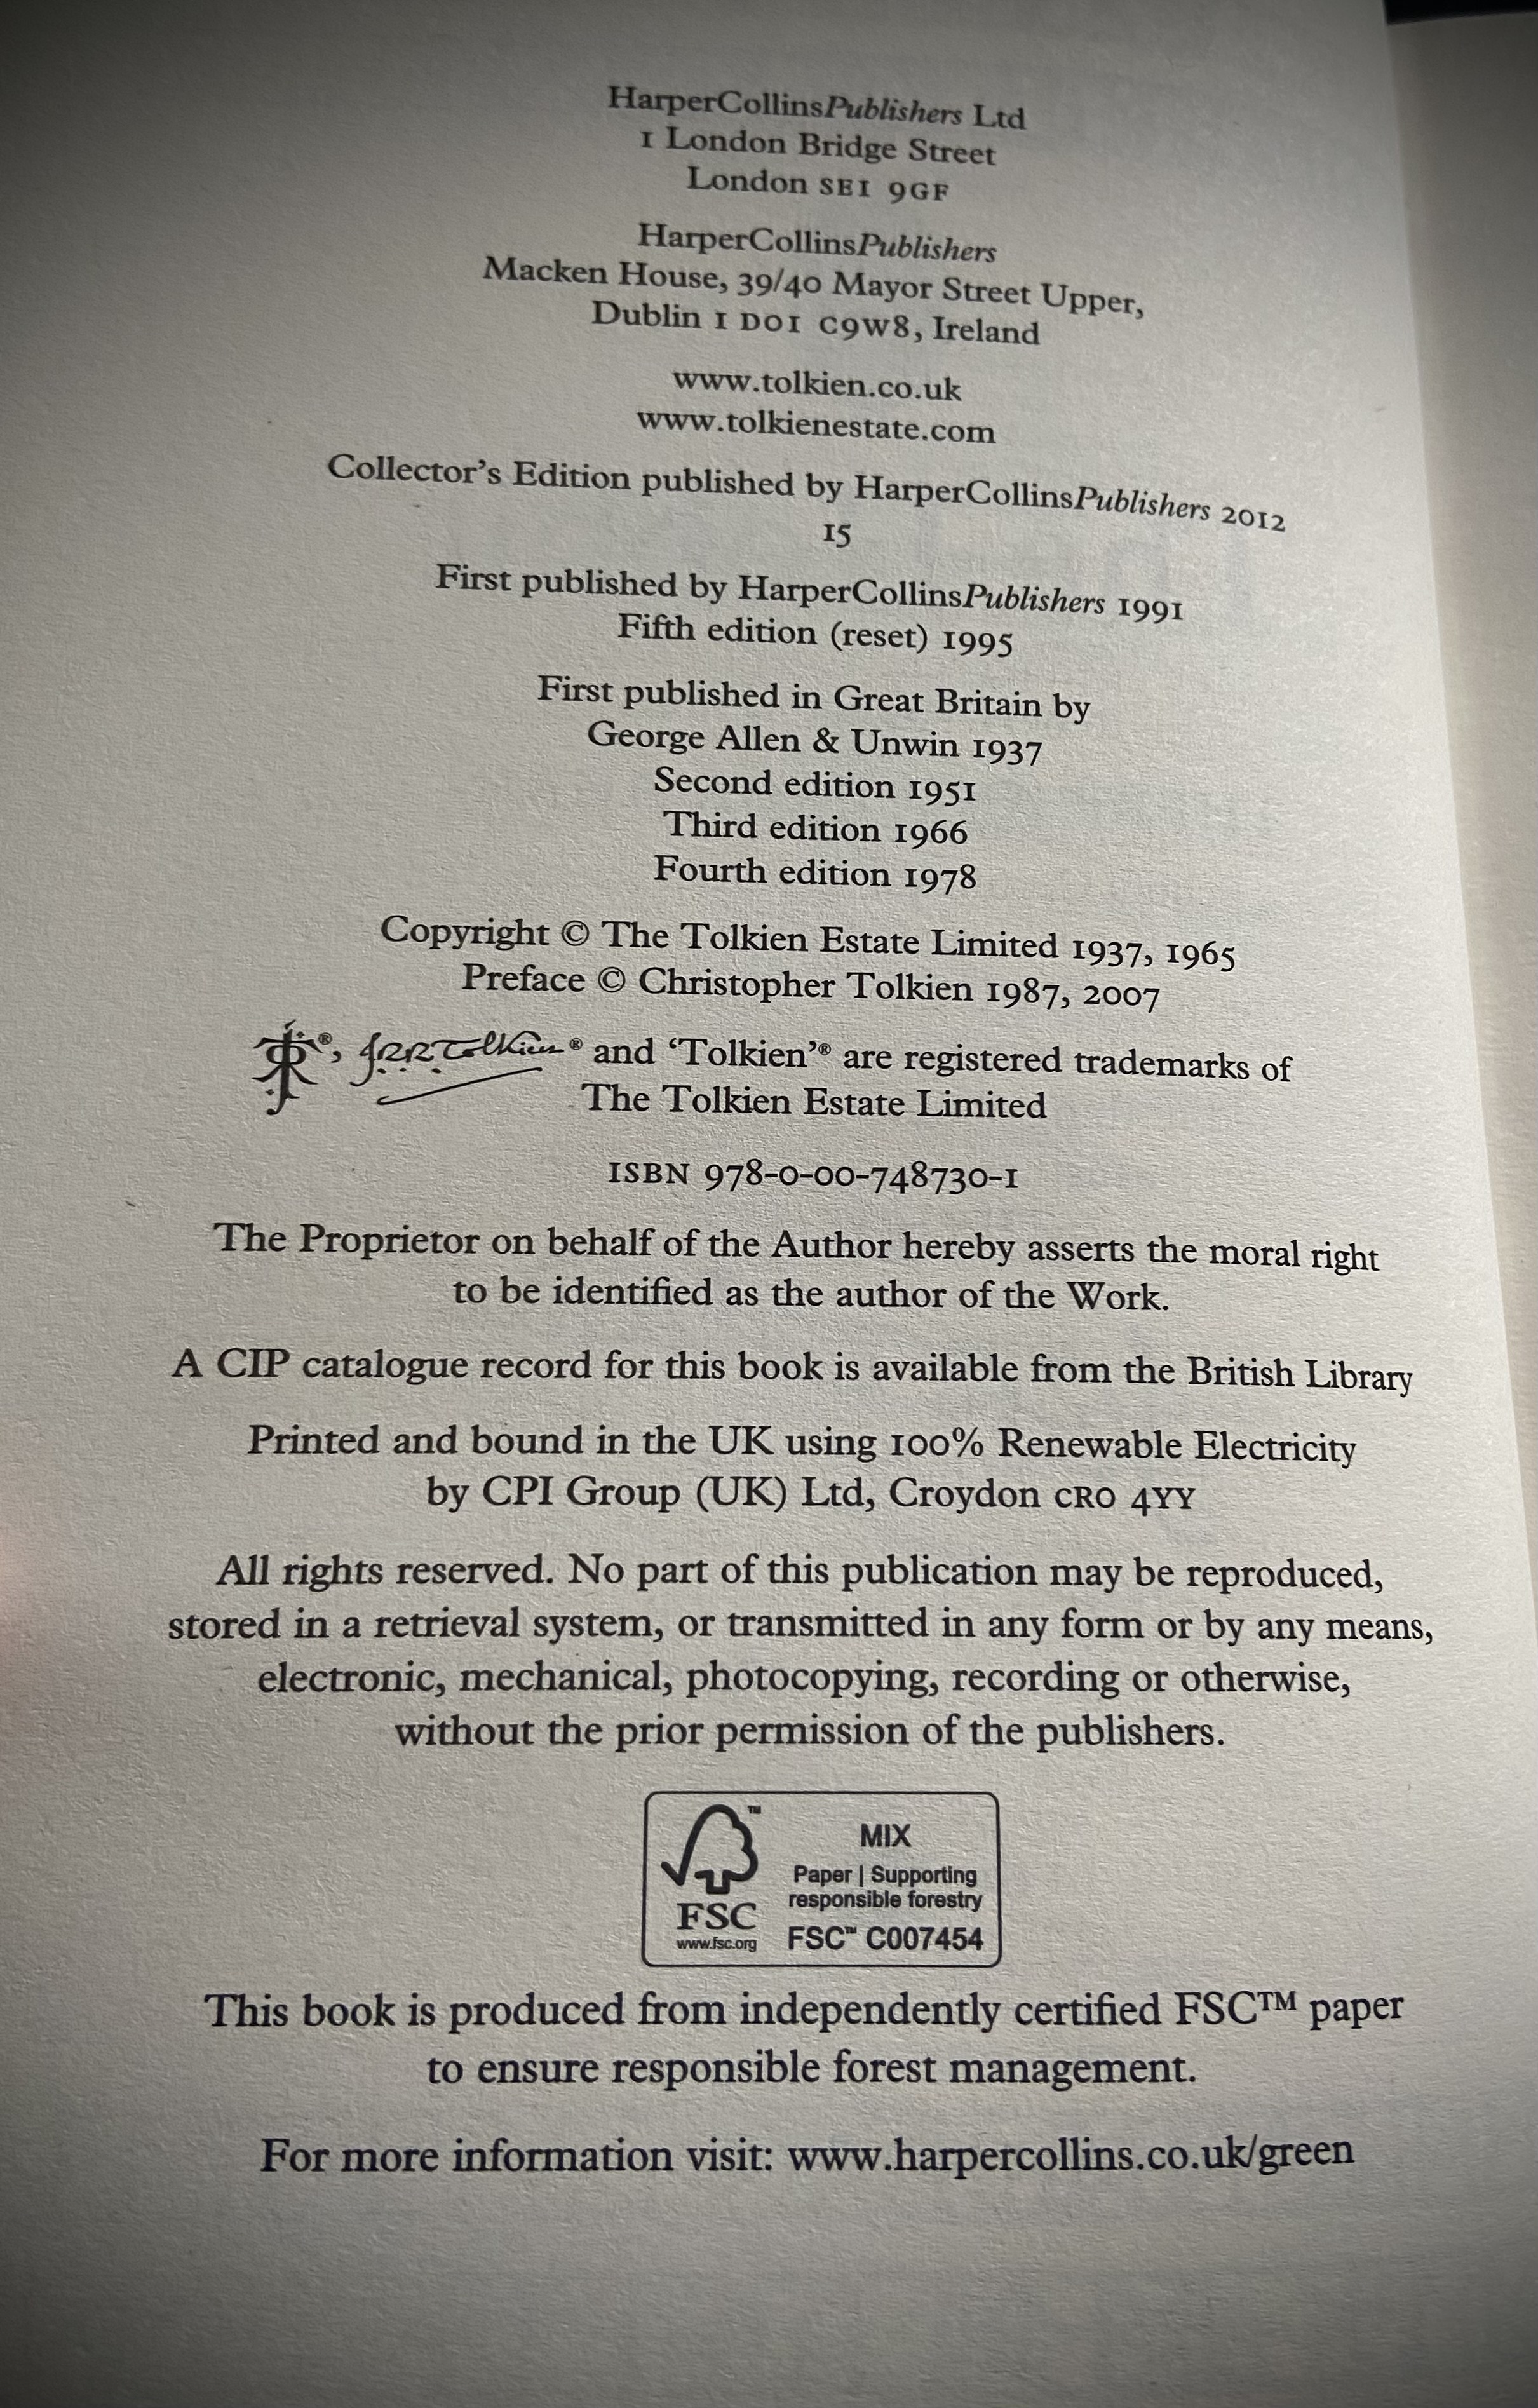 HarperCollinsPublishers Ltd
1 London Bridge Street
London SE1 9GF
HarperCollinsPublishers
Macken House, 39/40 Mayor Street Upper,
Dublin 1 D01 C9W8, Ireland
www.tolkien.co.uk
www.tolkienestate.com
Collector’s Edition published by HarperCollinsPublishers 2012
15
First published by HarperCollinsPublishers 1991
Fifth edition (reset) 1995
First published in Great Britain by
George Allen & Unwin 1937
Second edition 1951
Third edition 1966
Fourth edition 1978
Copyright © The Tolkien Estate Limited 1937, 1965
Preface © Christopher Tolkien 1987, 2007
®, J.R.R. Tolkien® and ‘Tolkien’® are registered trademarks of
The Tolkien Estate Limited
ISBN 978-0-00-748730-1
The Proprietor on behalf of the Author hereby asserts the moral right
to be identified as the author of the Work.
A CIP catalogue record for this book is available from the British Library
Printed and bound in the UK using 100% Renewable Electricity
by CPI Group (UK) Ltd, Croydon CR0 4YY
All rights reserved. No part of this publication may be reproduced,
stored in a retrieval system, or transmitted in any form or by any means,
electronic, mechanical, photocopying, recording or otherwise,
without the prior permission of the publishers.
™
FSC
www.fsc.org
MIX
Paper | Supporting
responsible forestry
FSC™ C007454
This book is produced from independently certified FSC™ paper
to ensure responsible forest management.
For more information visit: www.harpercollins.co.uk/green